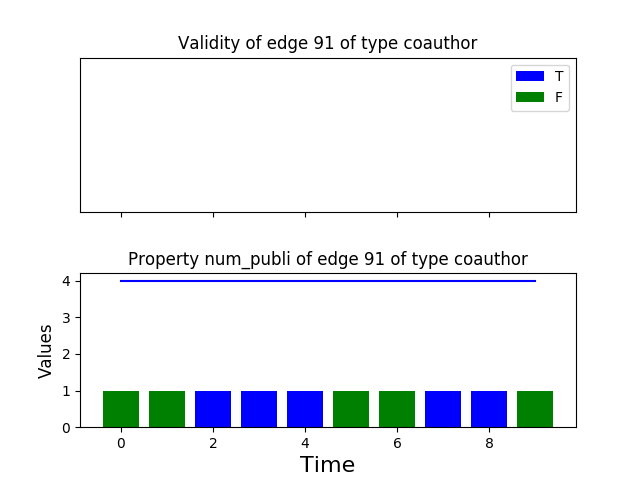 Validity of edge 91 of type coauthor
T
F
Property num_publi of edge 91 of type coauthor
4
3
2
1
0
Values
0 2 4 6 8
Time